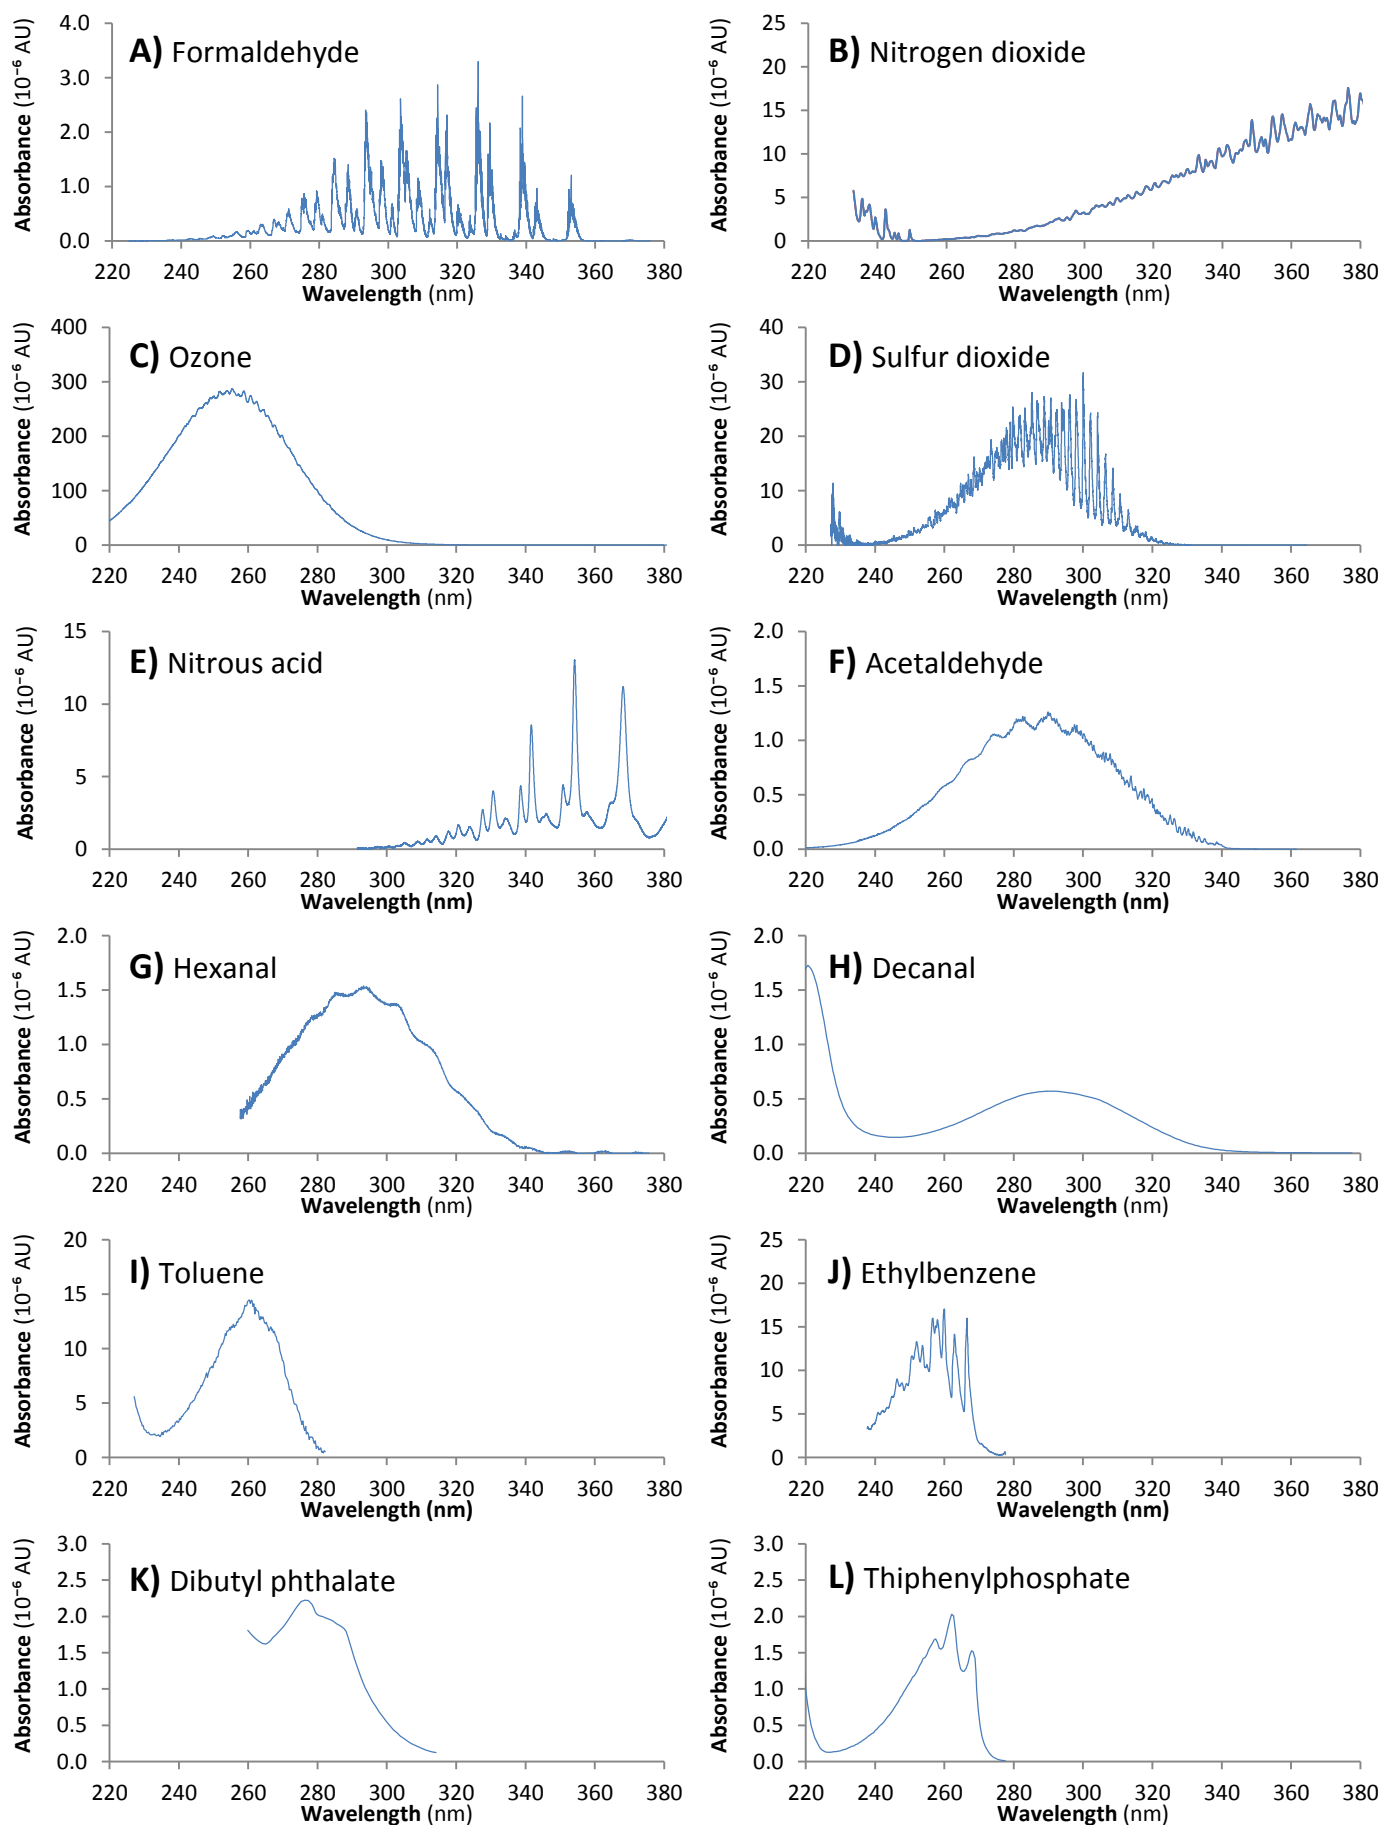 A) Formaldehyde
Absorbance (10⁻⁶ AU)
4.0
3.0
2.0
1.0
0.0
220 240 260 280 300 320 340 360 380
Wavelength (nm)
B) Nitrogen dioxide
Absorbance (10⁻⁶ AU)
25
20
15
10
5
0
220 240 260 280 300 320 340 360 380
Wavelength (nm)
C) Ozone
Absorbance (10⁻⁶ AU)
400
300
200
100
0
220 240 260 280 300 320 340 360 380
Wavelength (nm)
D) Sulfur dioxide
Absorbance (10⁻⁶ AU)
40
30
20
10
0
220 240 260 280 300 320 340 360 380
Wavelength (nm)
E) Nitrous acid
Absorbance (10⁻⁶ AU)
15
10
5
0
220 240 260 280 300 320 340 360 380
Wavelength (nm)
F) Acetaldehyde
Absorbance (10⁻⁶ AU)
2.0
1.5
1.0
0.5
0.0
220 240 260 280 300 320 340 360 380
Wavelength (nm)
G) Hexanal
Absorbance (10⁻⁶ AU)
2.0
1.5
1.0
0.5
0.0
220 240 260 280 300 320 340 360 380
Wavelength (nm)
H) Decanal
Absorbance (10⁻⁶ AU)
2.0
1.5
1.0
0.5
0.0
220 240 260 280 300 320 340 360 380
Wavelength (nm)
I) Toluene
Absorbance (10⁻⁶ AU)
20
15
10
5
0
220 240 260 280 300 320 340 360 380
Wavelength (nm)
J) Ethylbenzene
Absorbance (10⁻⁶ AU)
25
20
15
10
5
0
220 240 260 280 300 320 340 360 380
Wavelength (nm)
K) Dibutyl phthalate
Absorbance (10⁻⁶ AU)
3.0
2.5
2.0
1.5
1.0
0.5
0.0
220 240 260 280 300 320 340 360 380
Wavelength (nm)
L) Thiphenylphosphate
Absorbance (10⁻⁶ AU)
3.0
2.5
2.0
1.5
1.0
0.5
0.0
220 240 260 280 300 320 340 360 380
Wavelength (nm)